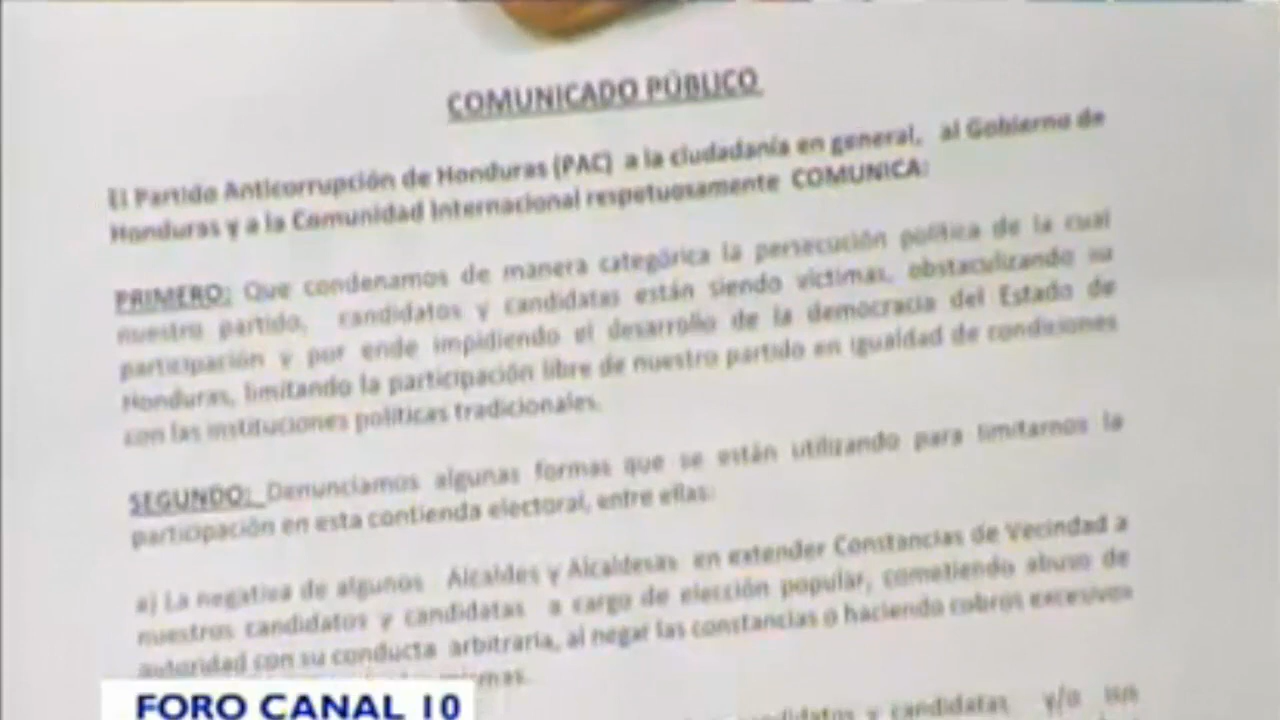 COMUNICADO PÚBLICO
El Partido Anticorrupción de Honduras (PAC) a la ciudadanía en general, al Gobierno de
Honduras y a la Comunidad Internacional respetuosamente COMUNICA:
PRIMERO: Que condenamos de manera categórica la persecución política de la cual
nuestro partido, candidatos y candidatas están siendo víctimas, obstaculizando su
participación y por ende impidiendo el desarrollo de la democracia del Estado de
Honduras, limitando la participación libre de nuestro partido en igualdad de condiciones
con las instituciones políticas tradicionales.
SEGUNDO: Denunciamos algunas formas que se están utilizando para limitarnos la
participación en esta contienda electoral, entre ellas:
a) La negativa de algunos Alcaldes y Alcaldesas en extender Constancias de Vecindad a
nuestros candidatos y candidatas a cargo de elección popular, cometiendo abuso de
autoridad con su conducta arbitraria, al negar las constancias o haciendo cobros excesivos
candidatos y candidatas y/o sus
FORO CANAL 10